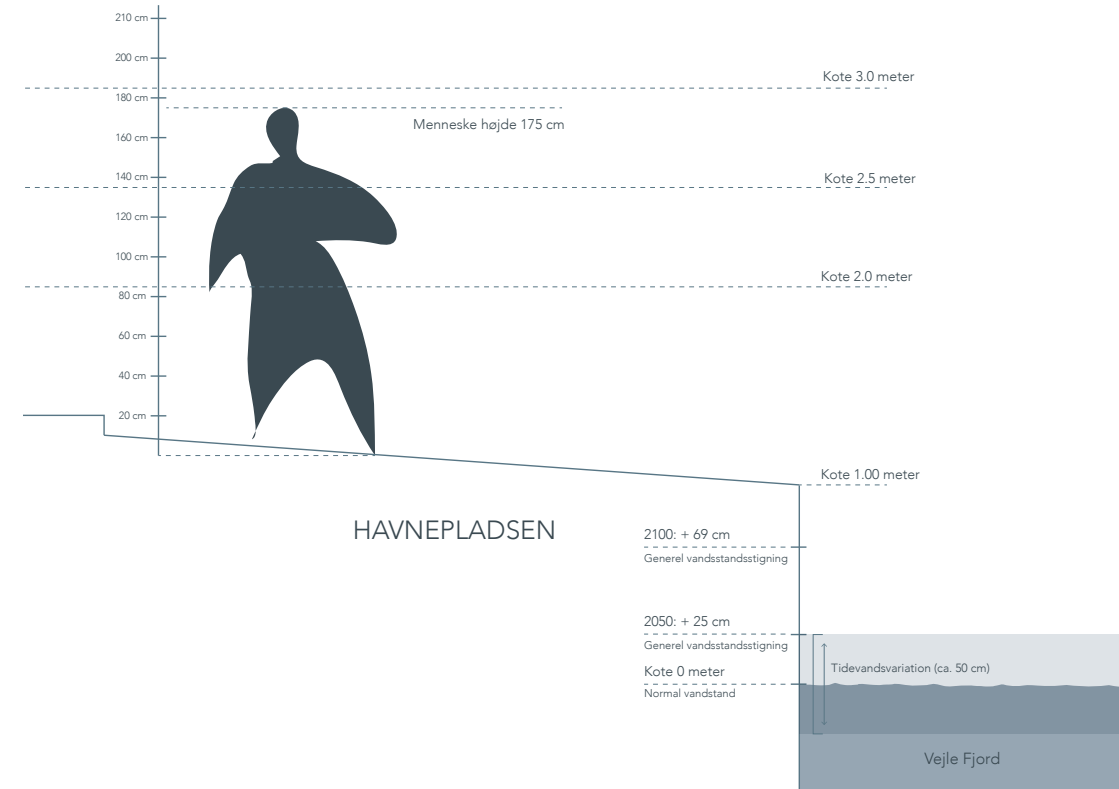 210 cm
200 cm
Kote 3.0 meter
180 cm
Menneske højde 175 cm
160 cm
140 cm
Kote 2.5 meter
120 cm
100 cm
Kote 2.0 meter
80 cm
60 cm
40 cm
20 cm
Kote 1.00 meter
HAVNEPLADSEN
2100: + 69 cm
Generel vandsstandsstigning
2050: + 25 cm
Generel vandsstandsstigning
Tidevandsvariation (ca. 50 cm)
Kote 0 meter
Normal vandstand
Vejle Fjord